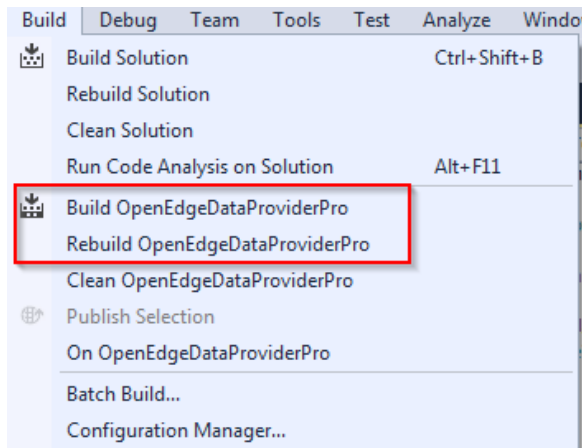 Build Debug Team Tools Test Analyze Windo
Build Solution Ctrl+Shift+B
Rebuild Solution
Clean Solution
Run Code Analysis on Solution Alt+F11
Build OpenEdgeDataProviderPro
Rebuild OpenEdgeDataProviderPro
Clean OpenEdgeDataProviderPro
Publish Selection
On OpenEdgeDataProviderPro
Batch Build...
Configuration Manager...